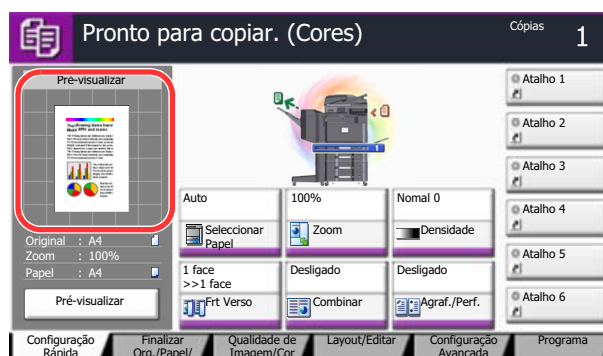 Pronto para copiar. (Cores)
Cópias
1
Pré-visualizar
Original : A4
Zoom : 100%
Papel : A4
Pré-visualizar
1
Auto
Seleccionar
Papel
100%
Zoom
Nomal 0
Densidade
1 face
>>1 face
Frt Verso
Desligado
Combinar
Desligado
Agraf./Perf.
Atalho 1
Atalho 2
Atalho 3
Atalho 4
Atalho 5
Atalho 6
Configuração
Rápida
Finalizar
Org./Papel/
Qualidade de
Imagem/Cor
Layout/Editar
Configuração
Avançada
Programa